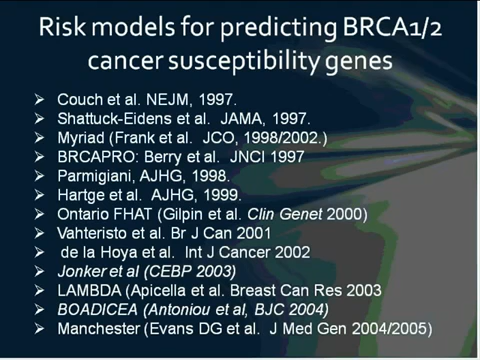 Risk models for predicting BRCA1/2
cancer susceptibility genes
➢ Couch et al. NEJM, 1997.
➢ Shattuck-Eidens et al. JAMA, 1997.
➢ Myriad (Frank et al. JCO, 1998/2002.)
➢ BRCAPRO: Berry et al. JNCI 1997
➢ Parmigiani, AJHG, 1998.
➢ Hartge et al. AJHG, 1999.
➢ Ontario FHAT (Gilpin et al. Clin Genet 2000)
➢ Vahteristo et al. Br J Can 2001
➢ de la Hoya et al. Int J Cancer 2002
➢ Jonker et al (CEBP 2003)
➢ LAMBDA (Apicella et al. Breast Can Res 2003
➢ BOADICEA (Antoniou et al, BJC 2004)
➢ Manchester (Evans DG et al. J Med Gen 2004/2005)